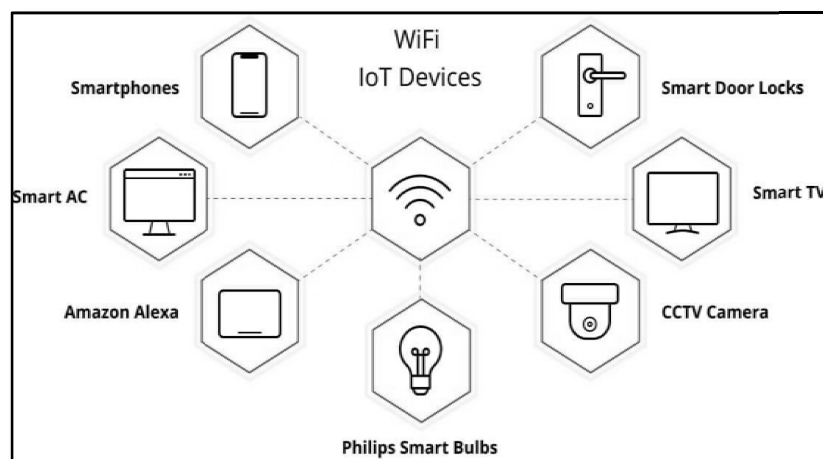 WiFi
IoT Devices
Smartphones
Smart Door Locks
Smart AC
Smart TV
Amazon Alexa
CCTV Camera
Philips Smart Bulbs